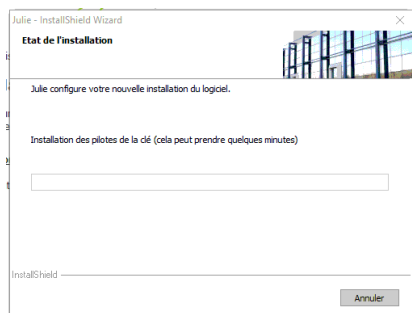 Julie - InstallShield Wizard
Etat de l'installation
Julie configure votre nouvelle installation du logiciel.
Installation des pilotes de la clé (cela peut prendre quelques minutes)
InstallShield
Annuler